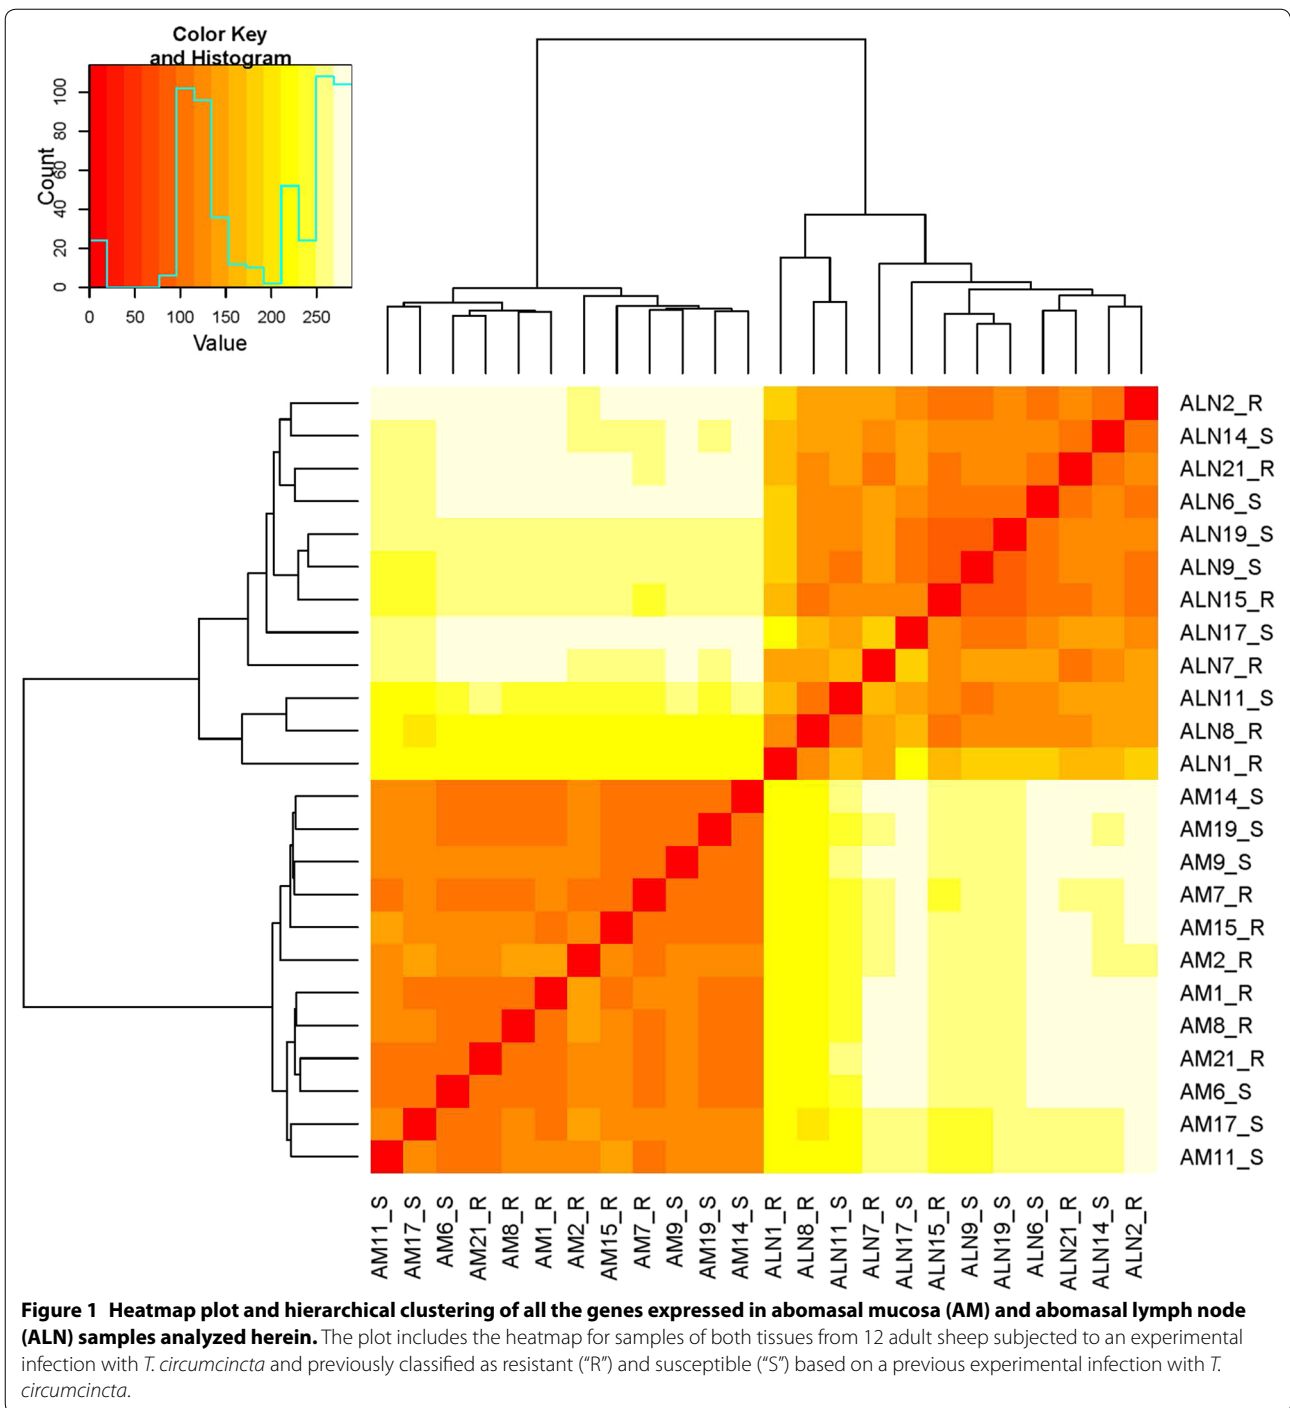 Color Key
and Histogram
Count
0
20
40
60
80
100
0 50 100 150 200 250
Value
ALN2_R
ALN14_S
ALN21_R
ALN6_S
ALN19_S
ALN9_S
ALN15_R
ALN17_S
ALN7_R
ALN11_S
ALN8_R
ALN1_R
AM14_S
AM19_S
AM9_S
AM7_R
AM15_R
AM2_R
AM1_R
AM8_R
AM21_R
AM6_S
AM17_S
AM11_S
AM11_S
AM17_S
AM6_S
AM21_R
AM8_R
AM1_R
AM2_R
AM15_R
AM7_R
AM9_S
AM19_S
AM14_S
ALN1_R
ALN8_R
ALN11_S
ALN7_R
ALN17_S
ALN15_R
ALN9_S
ALN19_S
ALN6_S
ALN21_R
ALN14_S
ALN2_R
Figure 1 Heatmap plot and hierarchical clustering of all the genes expressed in abomasal mucosa (AM) and abomasal lymph node
(ALN) samples analyzed herein. The plot includes the heatmap for samples of both tissues from 12 adult sheep subjected to an experimental
infection with T. circumcincta and previously classified as resistant (“R”) and susceptible (“S”) based on a previous experimental infection with T.
circumcincta.